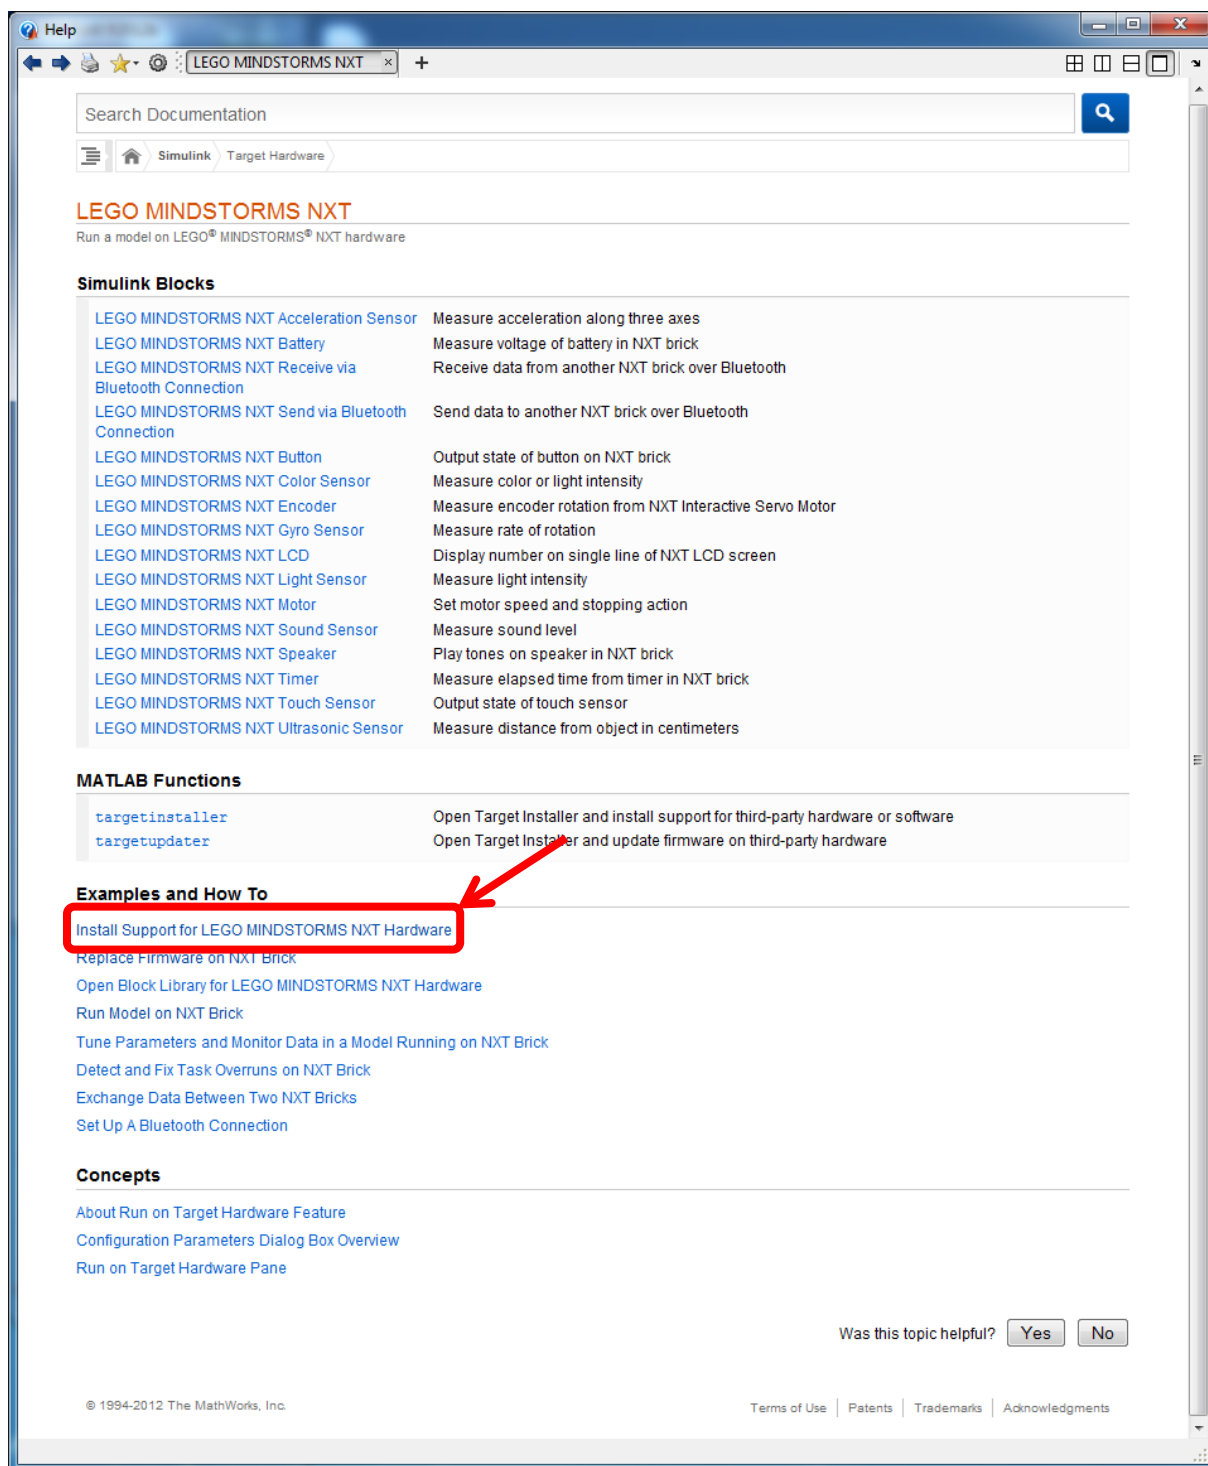 Help
LEGO MINDSTORMS NXT
Search Documentation
Simulink Target Hardware
LEGO MINDSTORMS NXT
Run a model on LEGO® MINDSTORMS® NXT hardware
Simulink Blocks
LEGO MINDSTORMS NXT Acceleration Sensor Measure acceleration along three axes
LEGO MINDSTORMS NXT Battery Measure voltage of battery in NXT brick
LEGO MINDSTORMS NXT Receive via Receive data from another NXT brick over Bluetooth
Bluetooth Connection
LEGO MINDSTORMS NXT Send via Bluetooth Send data to another NXT brick over Bluetooth
Connection
LEGO MINDSTORMS NXT Button Output state of button on NXT brick
LEGO MINDSTORMS NXT Color Sensor Measure color or light intensity
LEGO MINDSTORMS NXT Encoder Measure encoder rotation from NXT Interactive Servo Motor
LEGO MINDSTORMS NXT Gyro Sensor Measure rate of rotation
LEGO MINDSTORMS NXT LCD Display number on single line of NXT LCD screen
LEGO MINDSTORMS NXT Light Sensor Measure light intensity
LEGO MINDSTORMS NXT Motor Set motor speed and stopping action
LEGO MINDSTORMS NXT Sound Sensor Measure sound level
LEGO MINDSTORMS NXT Speaker Play tones on speaker in NXT brick
LEGO MINDSTORMS NXT Timer Measure elapsed time from timer in NXT brick
LEGO MINDSTORMS NXT Touch Sensor Output state of touch sensor
LEGO MINDSTORMS NXT Ultrasonic Sensor Measure distance from object in centimeters
MATLAB Functions
targetinstaller Open Target Installer and install support for third-party hardware or software
targetupdater Open Target Installer and update firmware on third-party hardware
Examples and How To
Install Support for LEGO MINDSTORMS NXT Hardware
Replace Firmware on NXT Brick
Open Block Library for LEGO MINDSTORMS NXT Hardware
Run Model on NXT Brick
Tune Parameters and Monitor Data in a Model Running on NXT Brick
Detect and Fix Task Overruns on NXT Brick
Exchange Data Between Two NXT Bricks
Set Up A Bluetooth Connection
Concepts
About Run on Target Hardware Feature
Configuration Parameters Dialog Box Overview
Run on Target Hardware Pane
Was this topic helpful? Yes No
© 1994-2012 The MathWorks, Inc. Terms of Use Patents Trademarks Acknowledgments